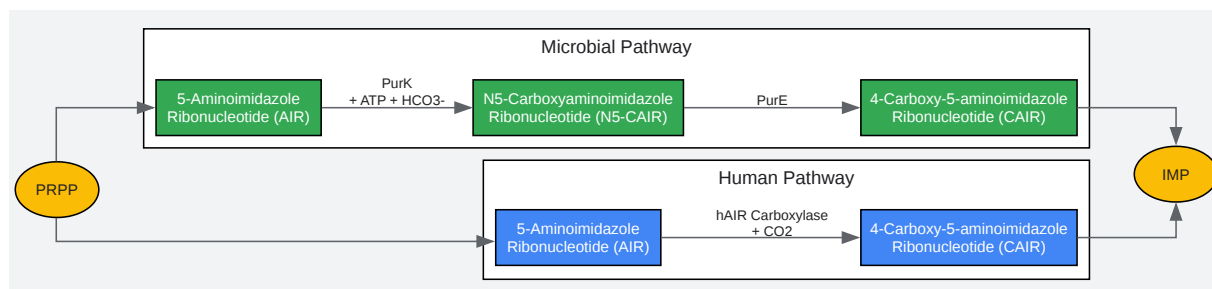 Microbial Pathway
5-Aminoimidazole
Ribonucleotide (AIR)
PurK
+ ATP + HCO3-
N5-Carboxyaminoimidazole
Ribonucleotide (N5-CAIR)
PurE
4-Carboxy-5-aminoimidazole
Ribonucleotide (CAIR)
PRPP
IMP
Human Pathway
5-Aminoimidazole
Ribonucleotide (AIR)
hAIR Carboxylase
+ CO2
4-Carboxy-5-aminoimidazole
Ribonucleotide (CAIR)